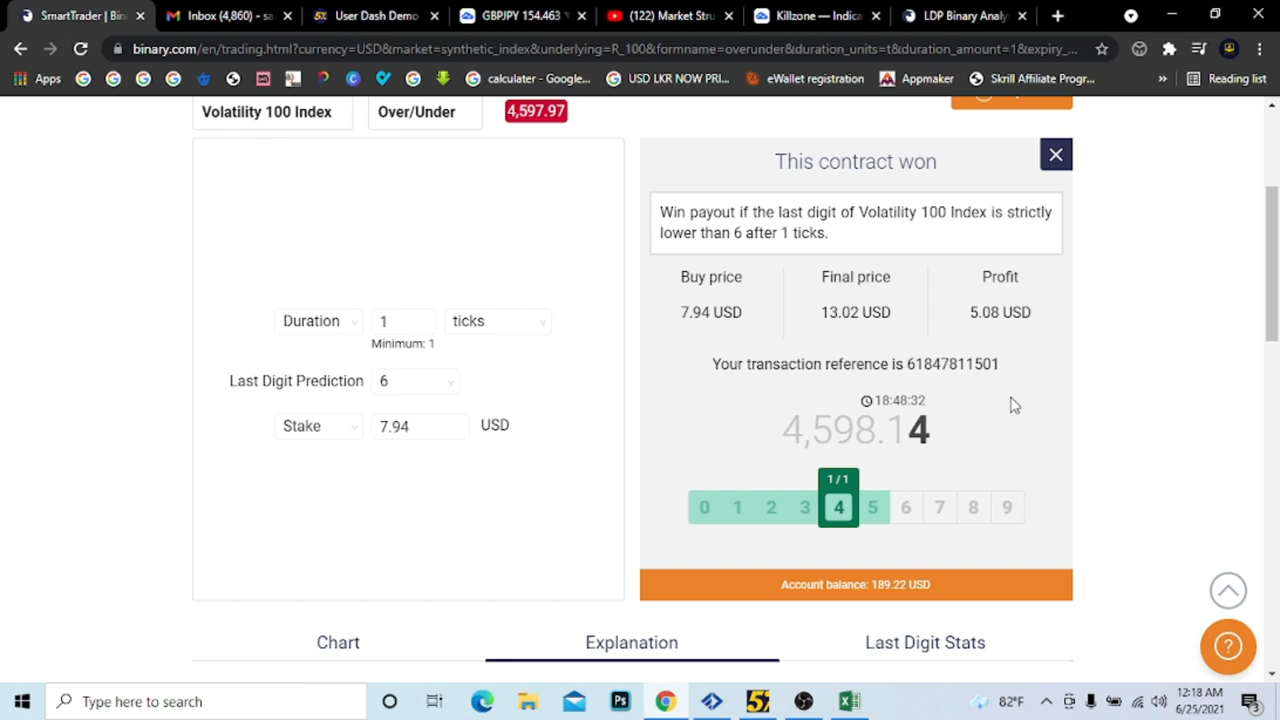 SmartTrader | Bin
Inbox (4,860) - sa
User Dash Demo
GBPJPY 154.463
(122) Market Stru
Killzone — Indica
LDP Binary Analy
binary.com/en/trading.html?currency=USD&market=synthetic_index&underlying=R_100&formname=overunder&duration_units=t&duration_amount=1&expiry_...
Apps
calculater - Google...
USD LKR NOW PRI...
eWallet registration
Appmaker
Skrill Affiliate Progr...
»
Reading list
Volatility 100 Index
Over/Under
4,597.97
This contract won
Win payout if the last digit of Volatility 100 Index is strictly
lower than 6 after 1 ticks.
Buy price
Final price
Profit
7.94 USD
13.02 USD
5.08 USD
Duration
1
ticks
Minimum: 1
Your transaction reference is 61847811501
Last Digit Prediction
6
18:48:32
Stake
7.94
USD
4,598.14
1 / 1
0 1 2 3 4 5 6 7 8 9
Account balance: 189.22 USD
Chart
Explanation
Last Digit Stats
Type here to search
82°F
12:18 AM
6/25/2021
3